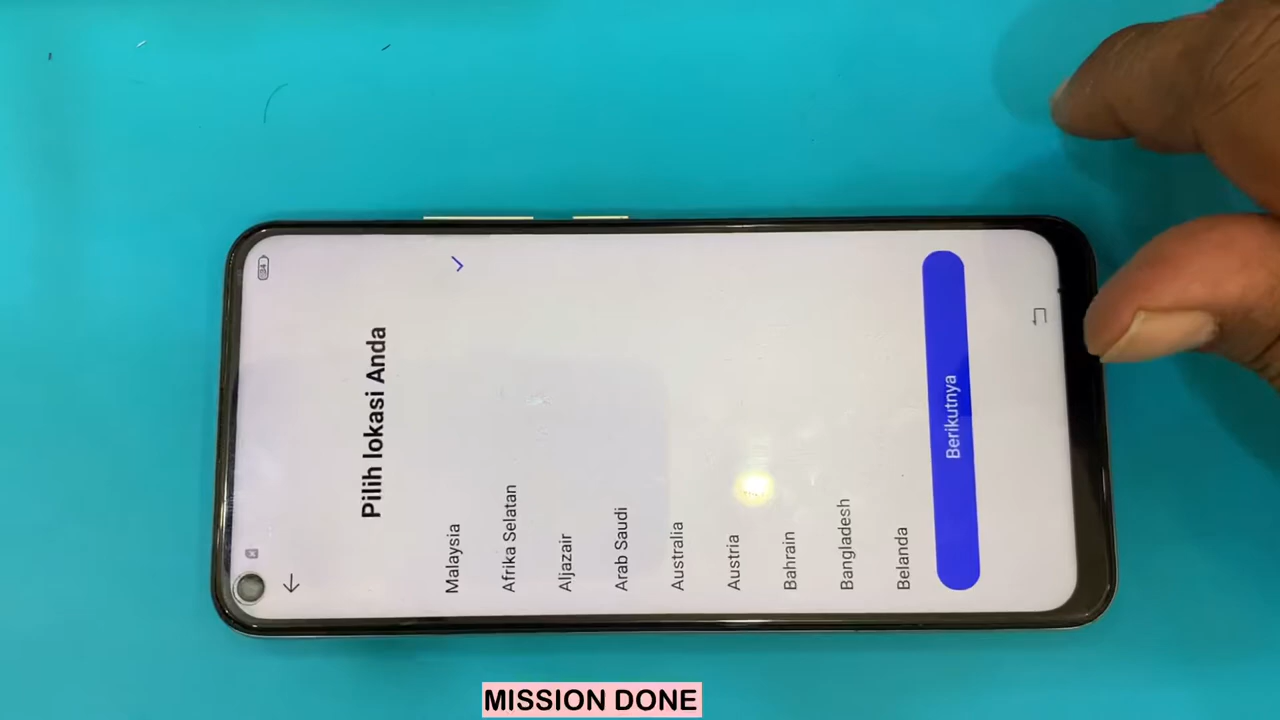 Pilih lokasi Anda
Malaysia
Afrika Selatan
Aljazair
Arab Saudi
Australia
Austria
Bahrain
Bangladesh
Belanda
Berikutnya
MISSION DONE